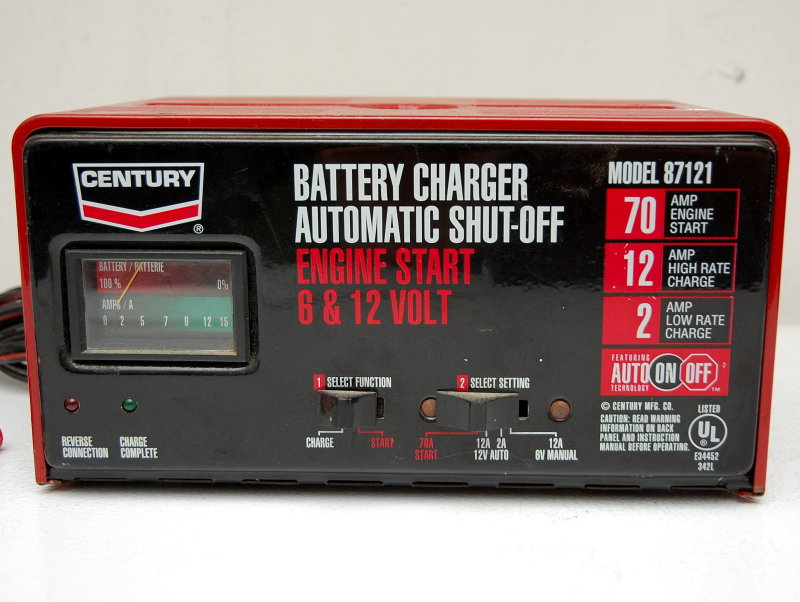 CENTURY
®
BATTERY CHARGER
AUTOMATIC SHUT-OFF
ENGINE START
6 & 12 VOLT
MODEL 87121
70 AMP
ENGINE
START
12 AMP
HIGH RATE
CHARGE
2 AMP
LOW RATE
CHARGE
FEATURING
AUTO ON OFF
TECHNOLOGY
TM
BATTERY / BATTERIE
100 % 0%
AMPS / A
0 2 5 7 9 12 15
1 SELECT FUNCTION
CHARGE START
2 SELECT SETTING
70A 12A 2A 12A
START 12V AUTO 6V MANUAL
REVERSE
CONNECTION
CHARGE
COMPLETE
© CENTURY MFG. CO.
CAUTION: READ WARNING
INFORMATION ON BACK
PANEL AND INSTRUCTION
MANUAL BEFORE OPERATING.
LISTED
UL
®
E34452
342L